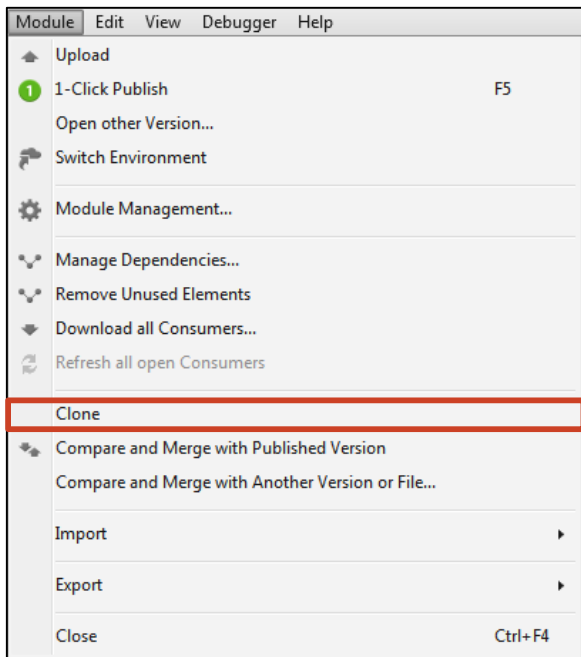 Module Edit View Debugger Help
Upload
1 1-Click Publish F5
Open other Version...
Switch Environment
Module Management...
Manage Dependencies...
Remove Unused Elements
Download all Consumers...
Refresh all open Consumers
Clone
Compare and Merge with Published Version
Compare and Merge with Another Version or File...
Import
Export
Close Ctrl+F4